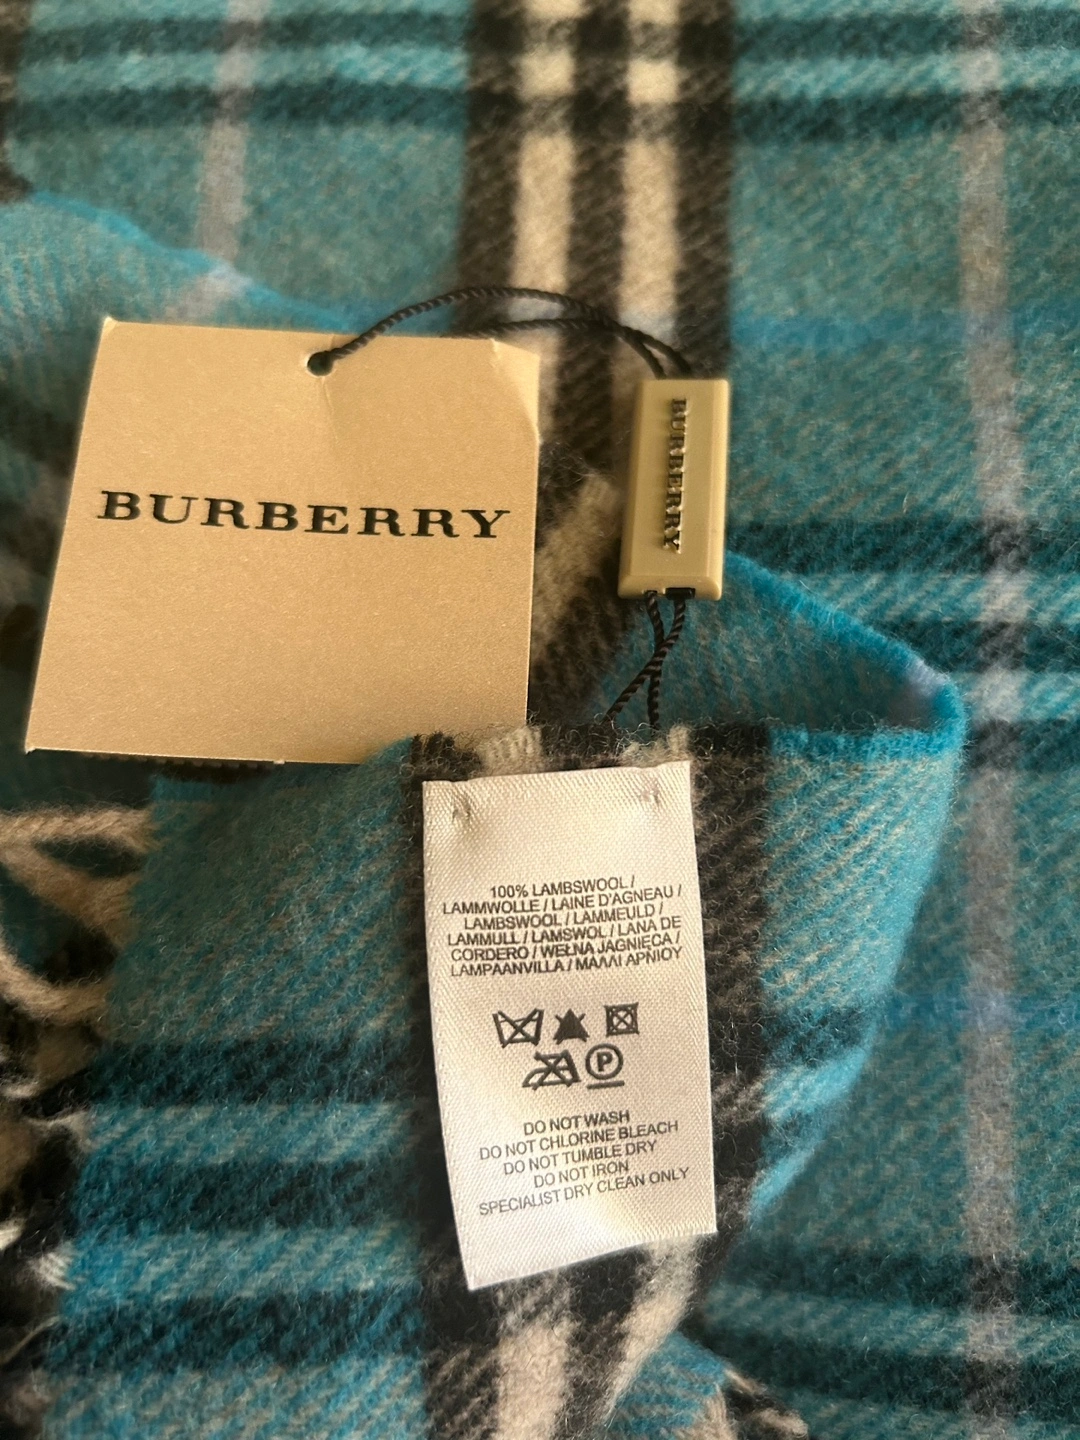 BURBERRY
BURBERRY
100% LAMBSWOOL /
LAMMWOLLE / LAINE D'AGNEAU /
LAMBSWOOL / LAMMEULD /
LAMMULL / LAMSWOL / LANA DE
CORDERO / WEŁNA JAGNIĘCA /
LAMPAANVILLA / ΜΑΛΛΙ ΑΡΝΙΟΥ
P
DO NOT WASH
DO NOT CHLORINE BLEACH
DO NOT TUMBLE DRY
DO NOT IRON
SPECIALIST DRY CLEAN ONLY